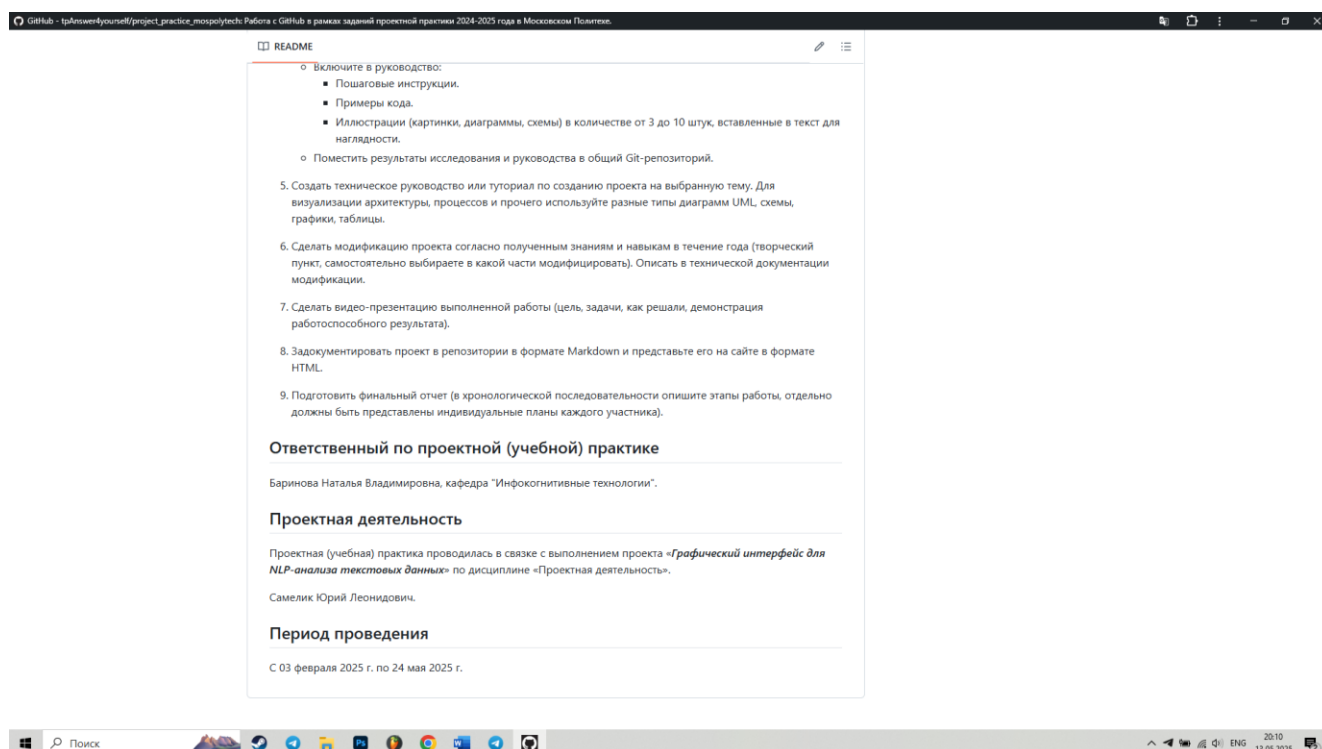 GitHub - tpAnswer4yourself/project_practice_mospolytech: Работа с GitHub в рамках заданий проектной практики 2024-2025 года в Московском Политехе.
README
Включите в руководство:
Пошаговые инструкции.
Примеры кода.
Иллюстрации (картинки, диаграммы, схемы) в количестве от 3 до 10 штук, вставленные в текст для
наглядности.
Поместить результаты исследования и руководства в общий Git-репозиторий.
5. Создать техническое руководство или туториал по созданию проекта на выбранную тему. Для
визуализации архитектуры, процессов и прочего используйте разные типы диаграмм UML, схемы,
графики, таблицы.
6. Сделать модификацию проекта согласно полученным знаниям и навыкам в течение года (творческий
пункт, самостоятельно выбираете в какой части модифицировать). Описать в технической документации
модификации.
7. Сделать видео-презентацию выполненной работы (цель, задачи, как решали, демонстрация
работоспособного результата).
8. Задокументировать проект в репозитории в формате Markdown и представьте его на сайте в формате
HTML.
9. Подготовить финальный отчет (в хронологической последовательности опишите этапы работы, отдельно
должны быть представлены индивидуальные планы каждого участника).
Ответственный по проектной (учебной) практике
Баринова Наталья Владимировна, кафедра "Инфокогнитивные технологии".
Проектная деятельность
Проектная (учебная) практика проводилась в связке с выполнением проекта «Графический интерфейс для
NLP-анализа текстовых данных» по дисциплине «Проектная деятельность».
Самелик Юрий Леонидович.
Период проведения
С 03 февраля 2025 г. по 24 мая 2025 г.
Поиск
Ps
ENG
20:10
13.05.2025